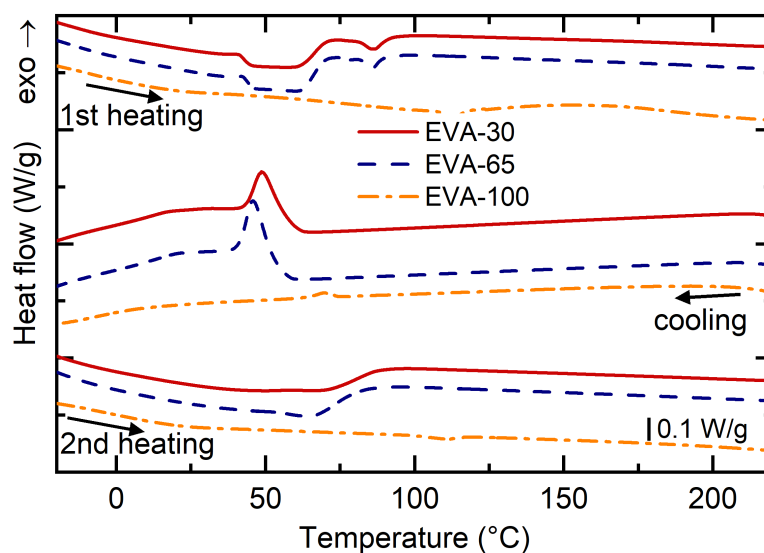 exo →
1st heating
EVA-30
EVA-65
EVA-100
Heat flow (W/g)
cooling
2nd heating
0.1 W/g
0 50 100 150 200
Temperature (°C)